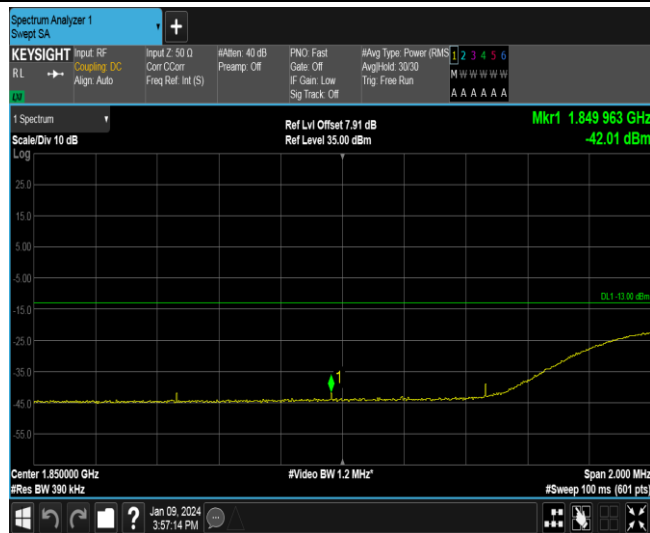 Spectrum Analyzer 1
Swept SA
KEYSIGHT
RL
Input: RF
Coupling: DC
Align: Auto
Input Z: 50 Ω
Corr CCorr
Freq Ref: Int (S)
#Atten: 40 dB
Preamp: Off
PNO: Fast
Gate: Off
IF Gain: Low
Sig Track: Off
#Avg Type: Power (RMS
Avg|Hold: 30/30
Trig: Free Run
1 2 3 4 5 6
M W W W W W
A A A A A A
1 Spectrum
Scale/Div 10 dB
Ref Lvl Offset 7.91 dB
Ref Level 35.00 dBm
Mkr1 1.849 963 GHz
-42.01 dBm
Log
25.0
15.0
5.00
-5.00
DL1 -13.00 dBm
-15.0
-25.0
-35.0
1
-45.0
-55.0
Center 1.850000 GHz
#Video BW 1.2 MHz*
Span 2.000 MHz
#Res BW 390 kHz
#Sweep 100 ms (601 pts)
?
Jan 09, 2024
3:57:14 PM